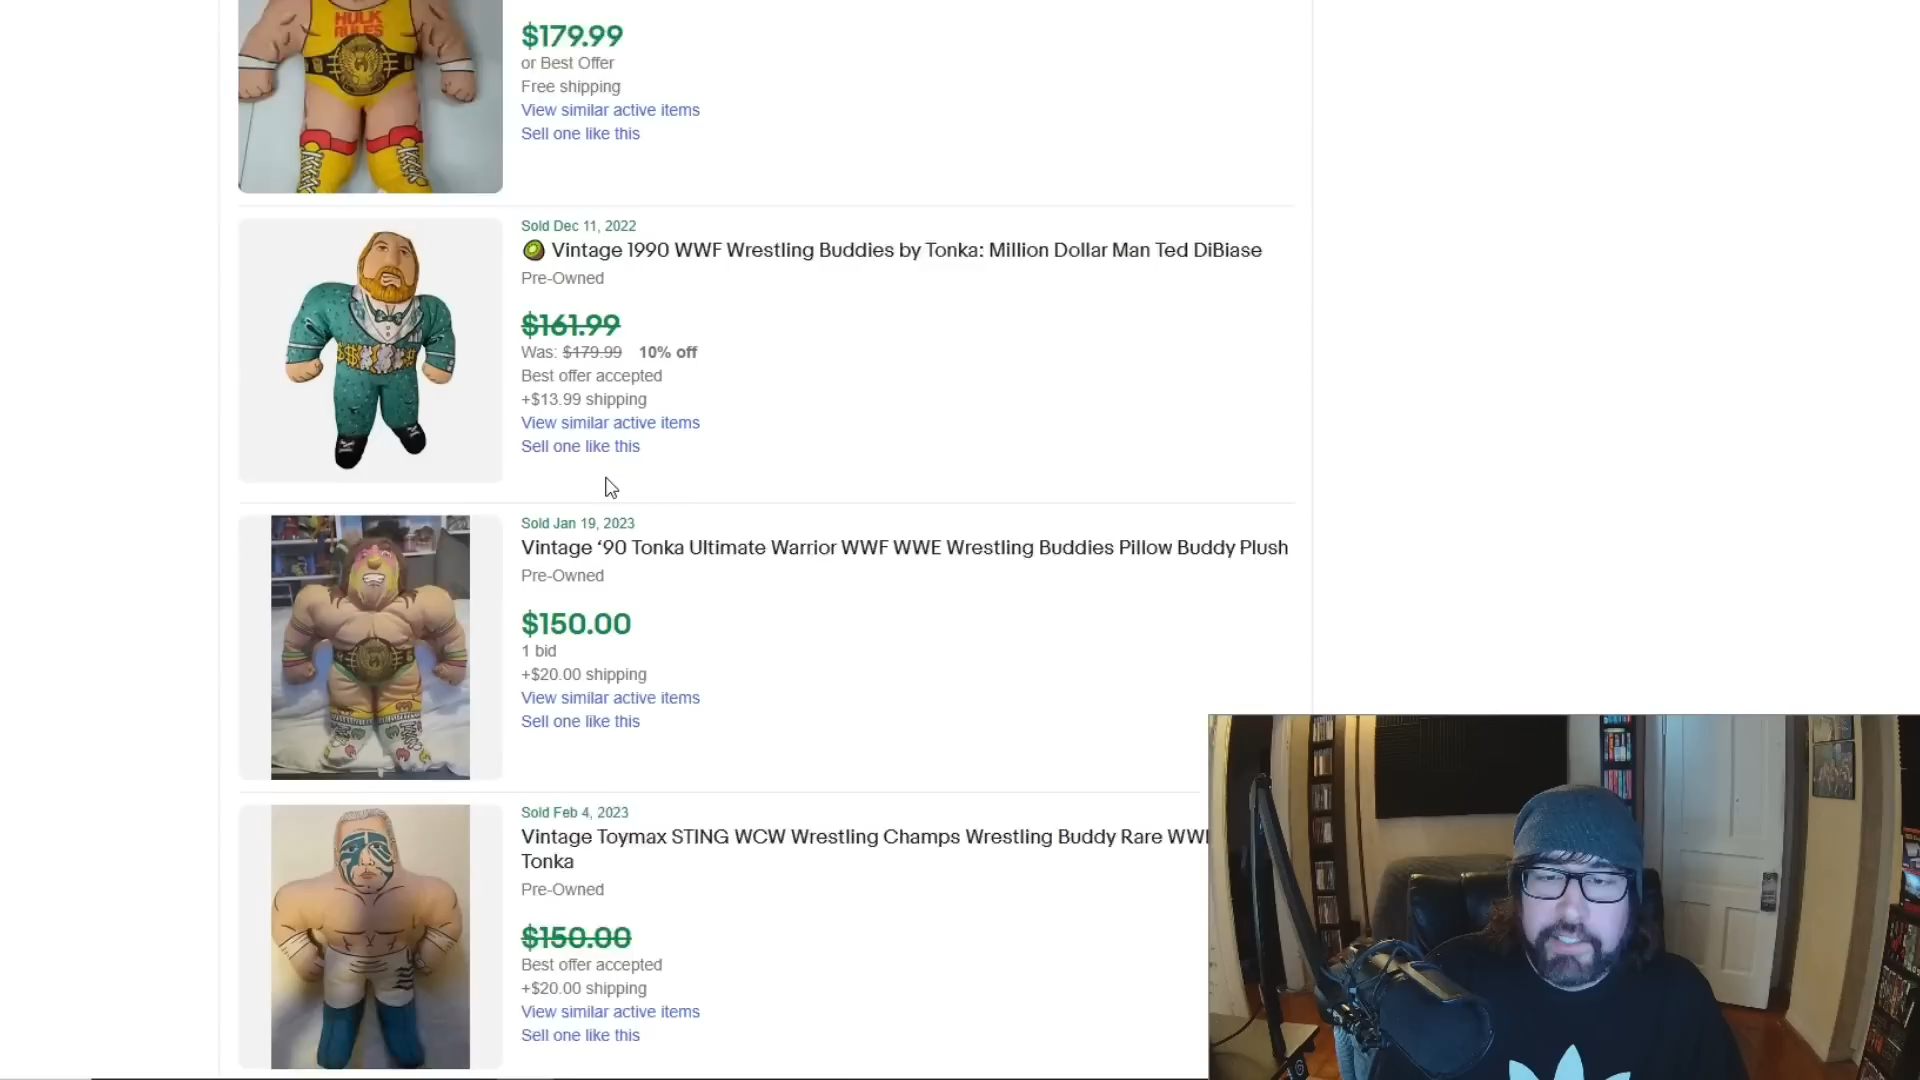 HULK
RULES
$179.99
or Best Offer
Free shipping
View similar active items
Sell one like this
Sold Dec 11, 2022
Vintage 1990 WWF Wrestling Buddies by Tonka: Million Dollar Man Ted DiBiase
Pre-Owned
$161.99
Was: $179.99 10% off
Best offer accepted
+$13.99 shipping
View similar active items
Sell one like this
Sold Jan 19, 2023
Vintage ‘90 Tonka Ultimate Warrior WWF WWE Wrestling Buddies Pillow Buddy Plush
Pre-Owned
$150.00
1 bid
+$20.00 shipping
View similar active items
Sell one like this
Sold Feb 4, 2023
Vintage Toymax STING WCW Wrestling Champs Wrestling Buddy Rare
Tonka
Pre-Owned
$150.00
Best offer accepted
+$20.00 shipping
View similar active items
Sell one like this